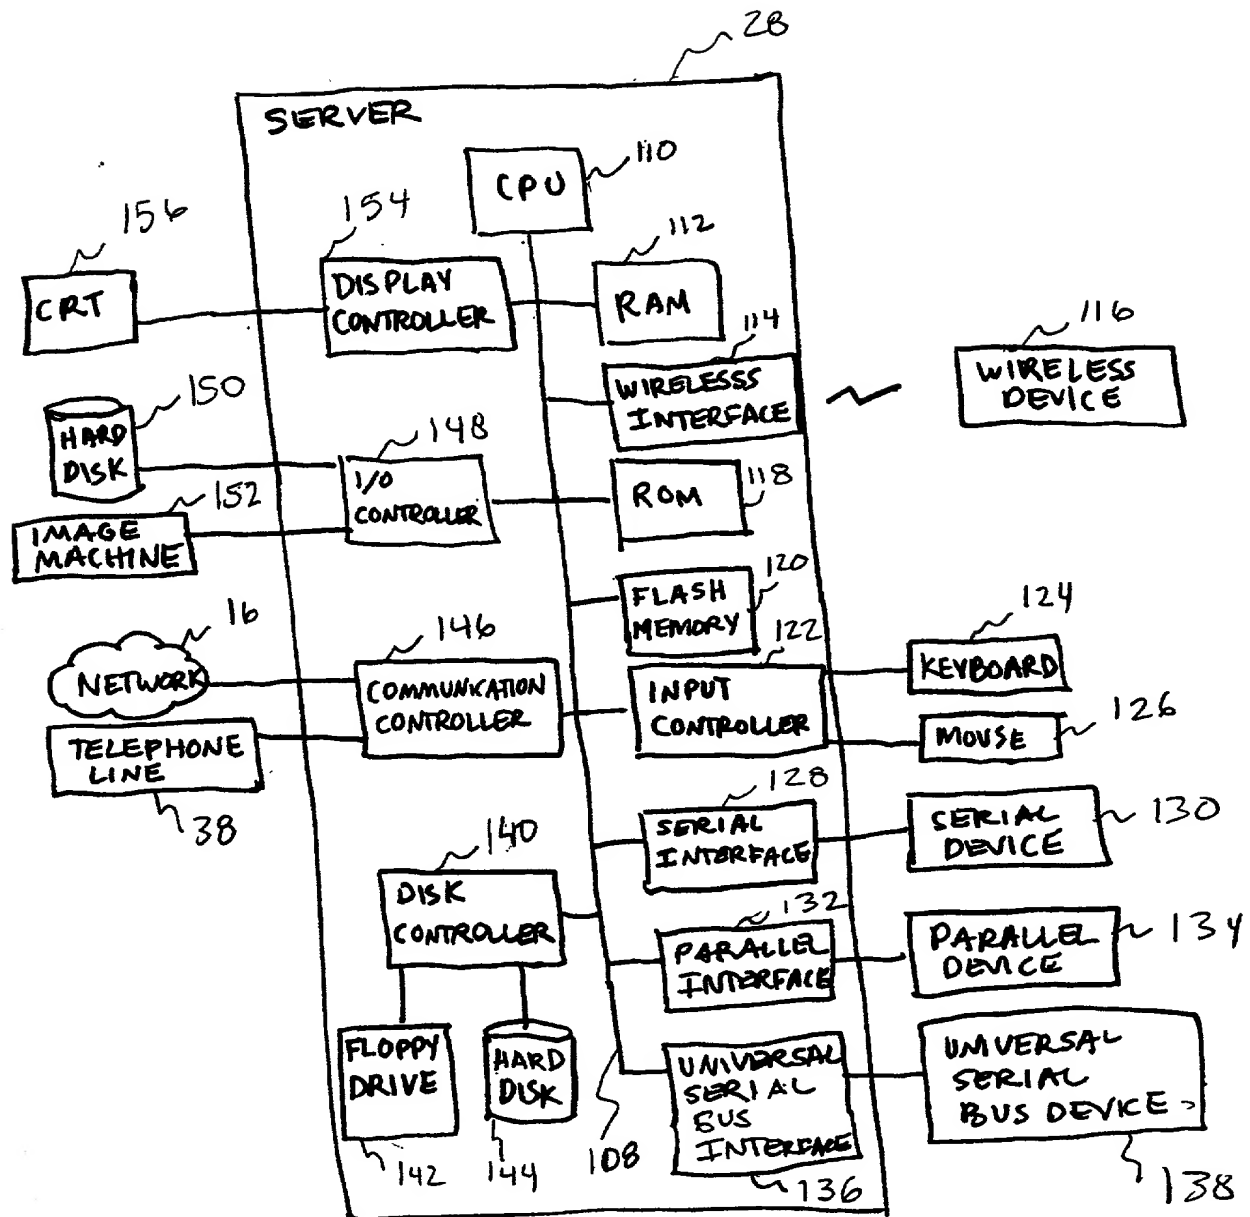 28
SERVER
110
CPU
156
154
112
CRT
DISPLAY
CONTROLLER
RAM
114
116
WIRELESSS
INTERFACE
WIRELESS
DEVICE
150
HARD
DISK
148
I/O
CONTROLLER
ROM
118
152
IMAGE
MACHINE
120
FLASH
MEMORY
16
NETWORK
146
COMMUNICATION
CONTROLLER
122
INPUT
CONTROLLER
124
KEYBOARD
126
MOUSE
TELEPHONE
LINE
38
128
SERIAL
INTERFACE
130
SERIAL
DEVICE
140
DISK
CONTROLLER
132
PARALLEL
INTERFACE
134
PARALLEL
DEVICE
FLOPPY
DRIVE
142
HARD
DISK
144
108
UNIVERSAL
SERIAL
BUS
INTERFACE
136
UNIVERSAL
SERIAL
BUS DEVICE
138